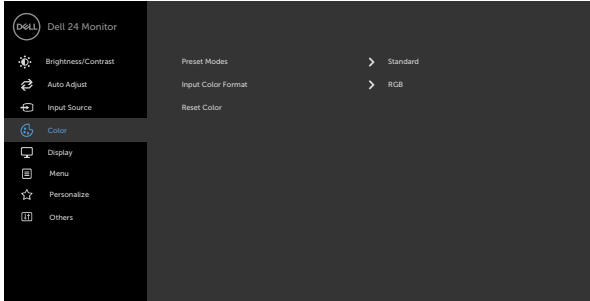 DELL Dell 24 Monitor
Brightness/Contrast Preset Modes Standard
Auto Adjust Input Color Format RGB
Input Source Reset Color
Color
Display
Menu
Personalize
Others